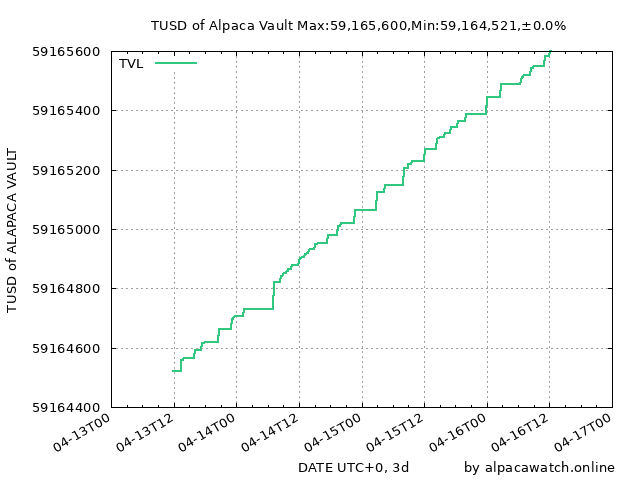 TUSD of Alpaca Vault Max:59,165,600,Min:59,164,521,±0.0%
TVL
59165600
59165400
59165200
59165000
59164800
59164600
59164400
TUSD of ALAPACA VAULT
04-13T00
04-13T12
04-14T00
04-14T12
04-15T00
04-15T12
04-16T00
04-16T12
04-17T00
DATE UTC+0, 3d
by alpacawatch.online